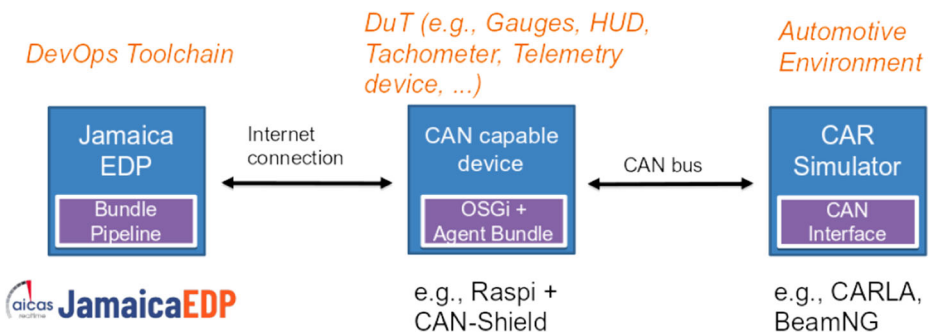 DevOps Toolchain
DuT (e.g., Gauges, HUD,
Tachometer, Telemetry
device, ...)
Automotive
Environment
Jamaica
EDP
Bundle
Pipeline
Internet
connection
CAN capable
device
OSGi +
Agent Bundle
CAN bus
CAR
Simulator
CAN
Interface
aicas
realtime
JamaicaEDP
e.g., Raspi +
CAN-Shield
e.g., CARLA,
BeamNG